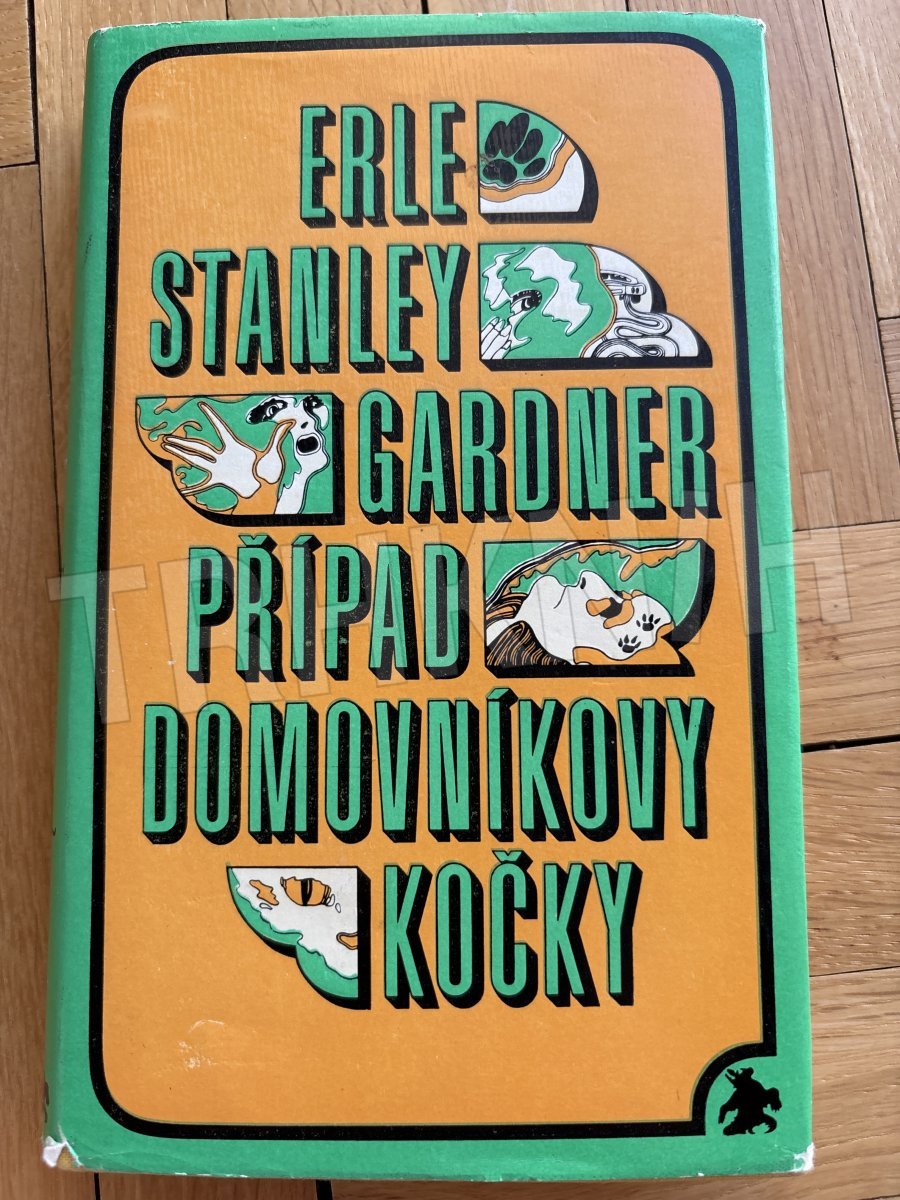 ERLE
STANLEY
GARDNER
PŘÍPAD
DOMOVNÍKOVY
KOČKY